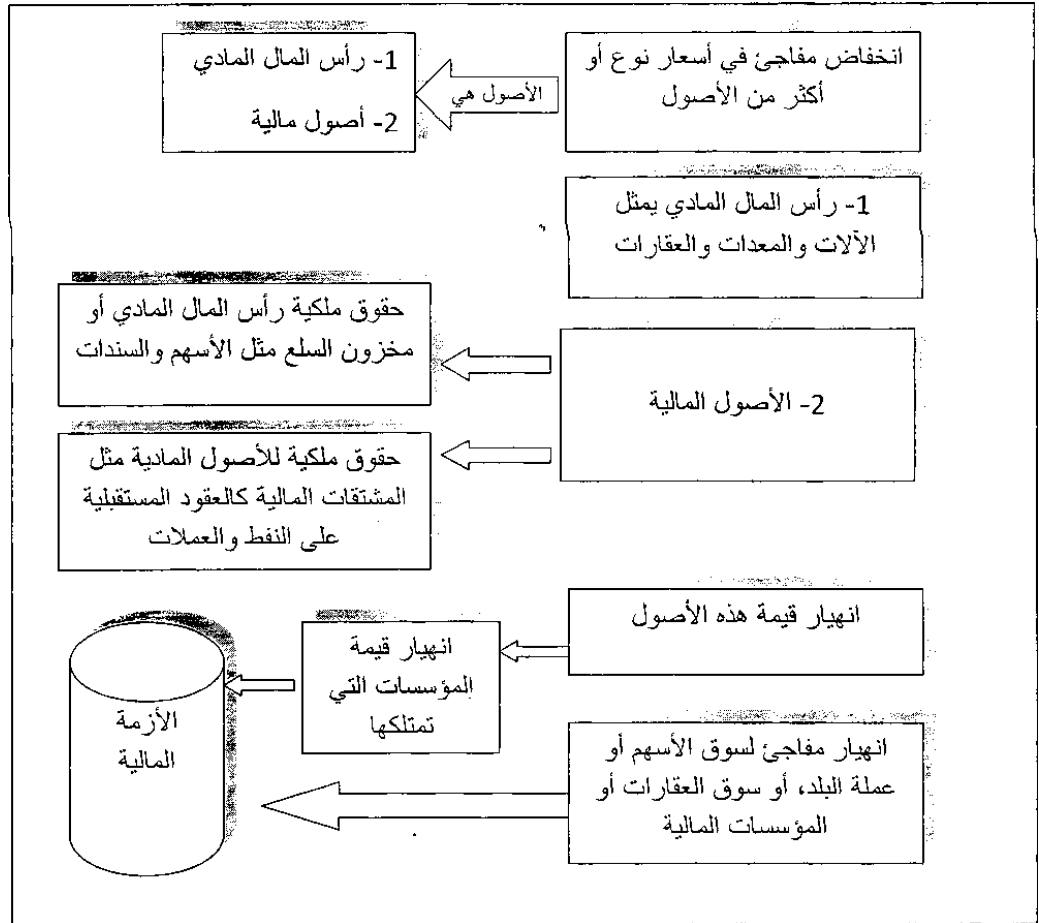 انخفاض مفاجئ في أسعار نوع أو
أكثر من الأصول
الأصول هي
1- رأس المال المادي
2- أصول مالية
1- رأس المال المادي يمثل
الآلات والمعدات والعقارات
2- الأصول المالية
حقوق ملكية رأس المال المادي أو
مخزون السلع مثل الأسهم والسندات
حقوق ملكية للأصول المادية مثل
المشتقات المالية كالعقود المستقبلية
على النفط والعملات
انهيار قيمة هذه الأصول
انهيار قيمة
المؤسسات التي
تمتلكها
الأزمة
المالية
انهيار مفاجئ لسوق الأسهم أو
عملة البلد، أو سوق العقارات أو
المؤسسات المالية